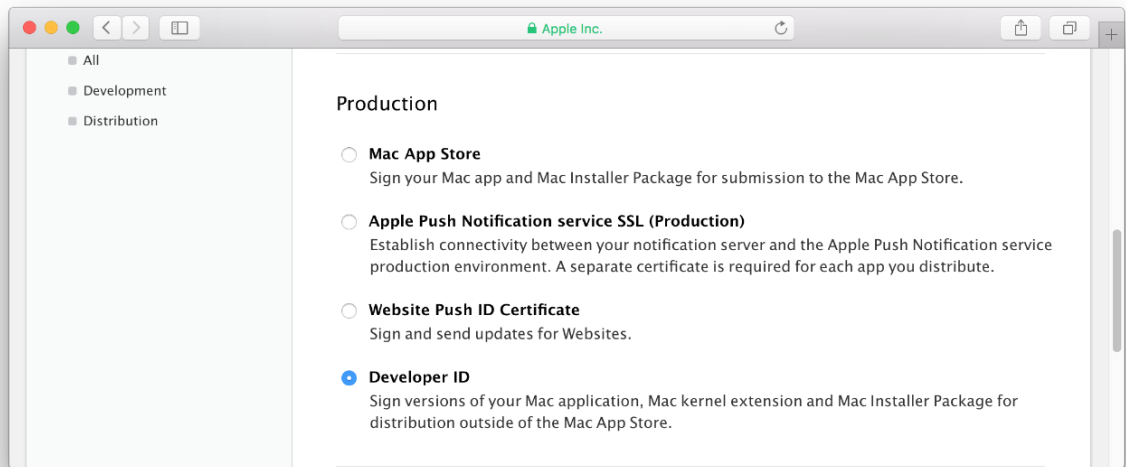 Apple Inc.
All
Development
Distribution
Production
Mac App Store
Sign your Mac app and Mac Installer Package for submission to the Mac App Store.
Apple Push Notification service SSL (Production)
Establish connectivity between your notification server and the Apple Push Notification service
production environment. A separate certificate is required for each app you distribute.
Website Push ID Certificate
Sign and send updates for Websites.
Developer ID
Sign versions of your Mac application, Mac kernel extension and Mac Installer Package for
distribution outside of the Mac App Store.